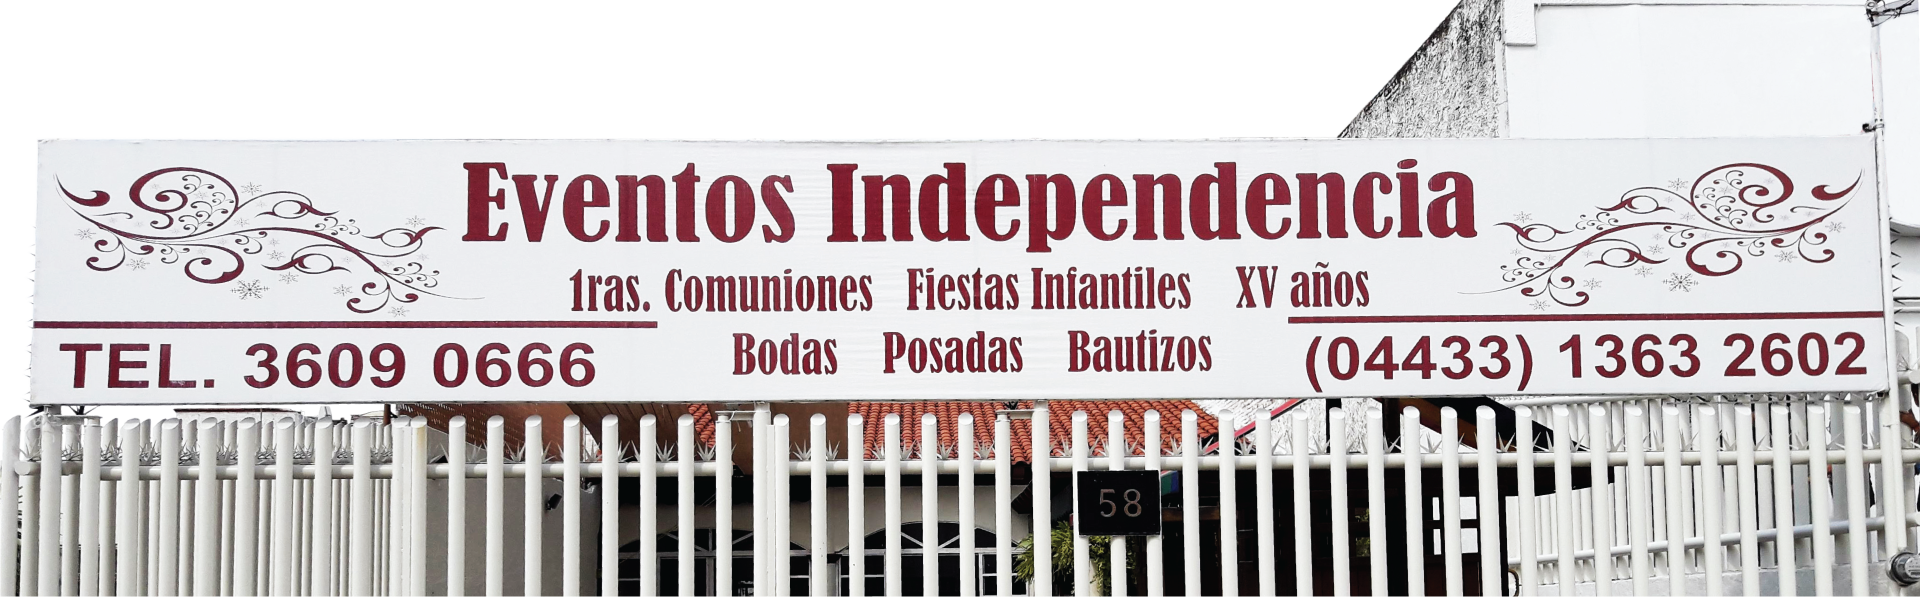 Eventos Independencia
1ras. Comuniones Fiestas Infantiles XV años
Bodas Posadas Bautizos
TEL. 3609 0666
(04433) 1363 2602
58